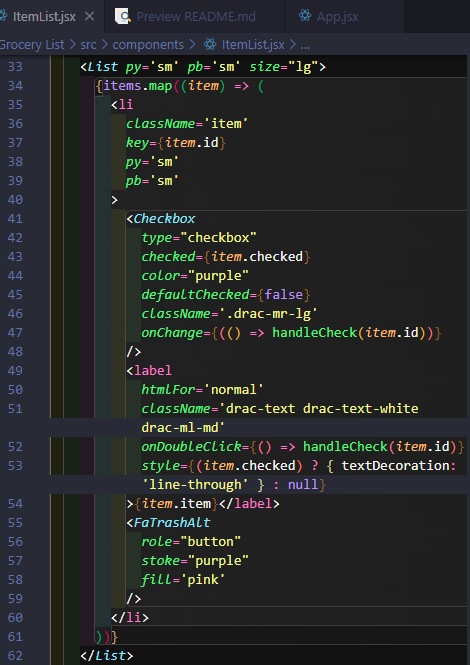 ItemList.jsx × Preview README.md App.jsx
Grocery List > src > components > ItemList.jsx > ...
33 <List py='sm' pb='sm' size="lg">
34 {items.map((item) => (
35 <li
36 className='item'
37 key={item.id}
38 py='sm'
39 pb='sm'
40 >
41 <Checkbox
42 type="checkbox"
43 checked={item.checked}
44 color="purple"
45 defaultChecked={false}
46 className='.drac-mr-lg'
47 onChange={(() => handleCheck(item.id))}
48 />
49 <label
50 htmlFor='normal'
51 className='drac-text drac-text-white
drac-ml-md'
52 onDoubleClick={() => handleCheck(item.id)}
53 style={(item.checked) ? { textDecoration:
'line-through' } : null}
54 >{item.item}</label>
55 <FaTrashAlt
56 role="button"
57 stoke="purple"
58 fill='pink'
59 />
60 </li>
61 ))}
62 </List>